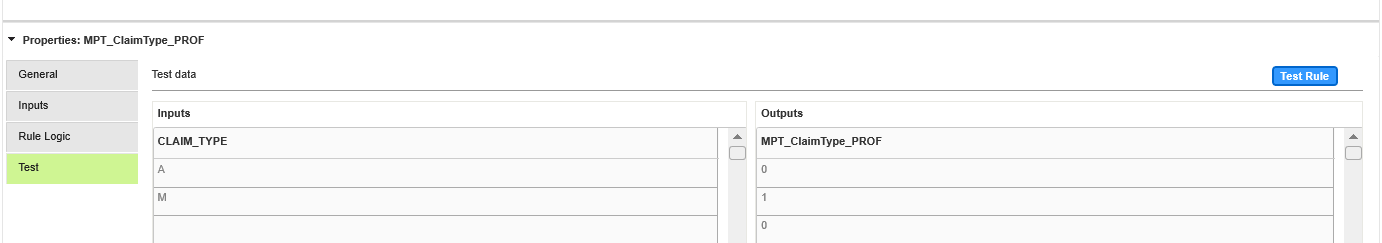 Properties: MPT_ClaimType_PROF
General
Inputs
Rule Logic
Test
Test data
Test Rule
Inputs
CLAIM_TYPE
A
M
Outputs
MPT_ClaimType_PROF
0
1
0